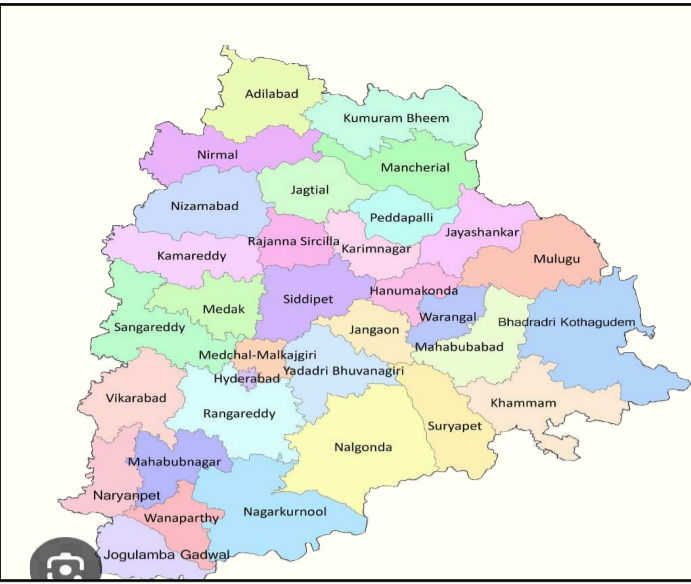 Adilabad
Kumuram Bheem
Nirmal
Mancherial
Jagtial
Nizamabad
Peddapalli
Jayashankar
Rajanna Sircilla
Karimnagar
Kamareddy
Mulugu
Hanumakonda
Siddipet
Medak
Warangal
Bhadradri Kothagudem
Sangareddy
Jangaon
Mahabubabad
Medchal-Malkajgiri
Yadadri Bhuvanagiri
Hyderabad
Vikarabad
Khammam
Rangareddy
Suryapet
Nalgonda
Mahabubnagar
Naryanpet
Nagarkurnool
Wanaparthy
Jogulamba Gadwal